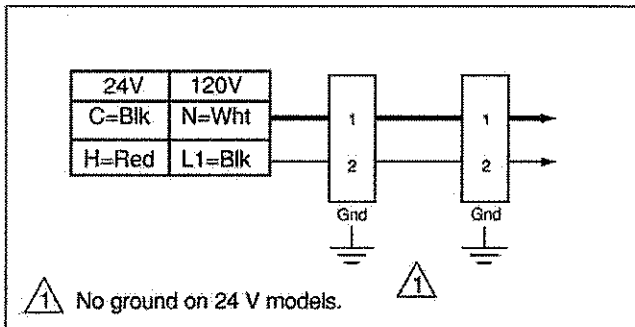 24V 120V
C=Blk N=Wht
H=Red L1=Blk
1 1
2 2
Gnd Gnd
1
1 No ground on 24 V models.